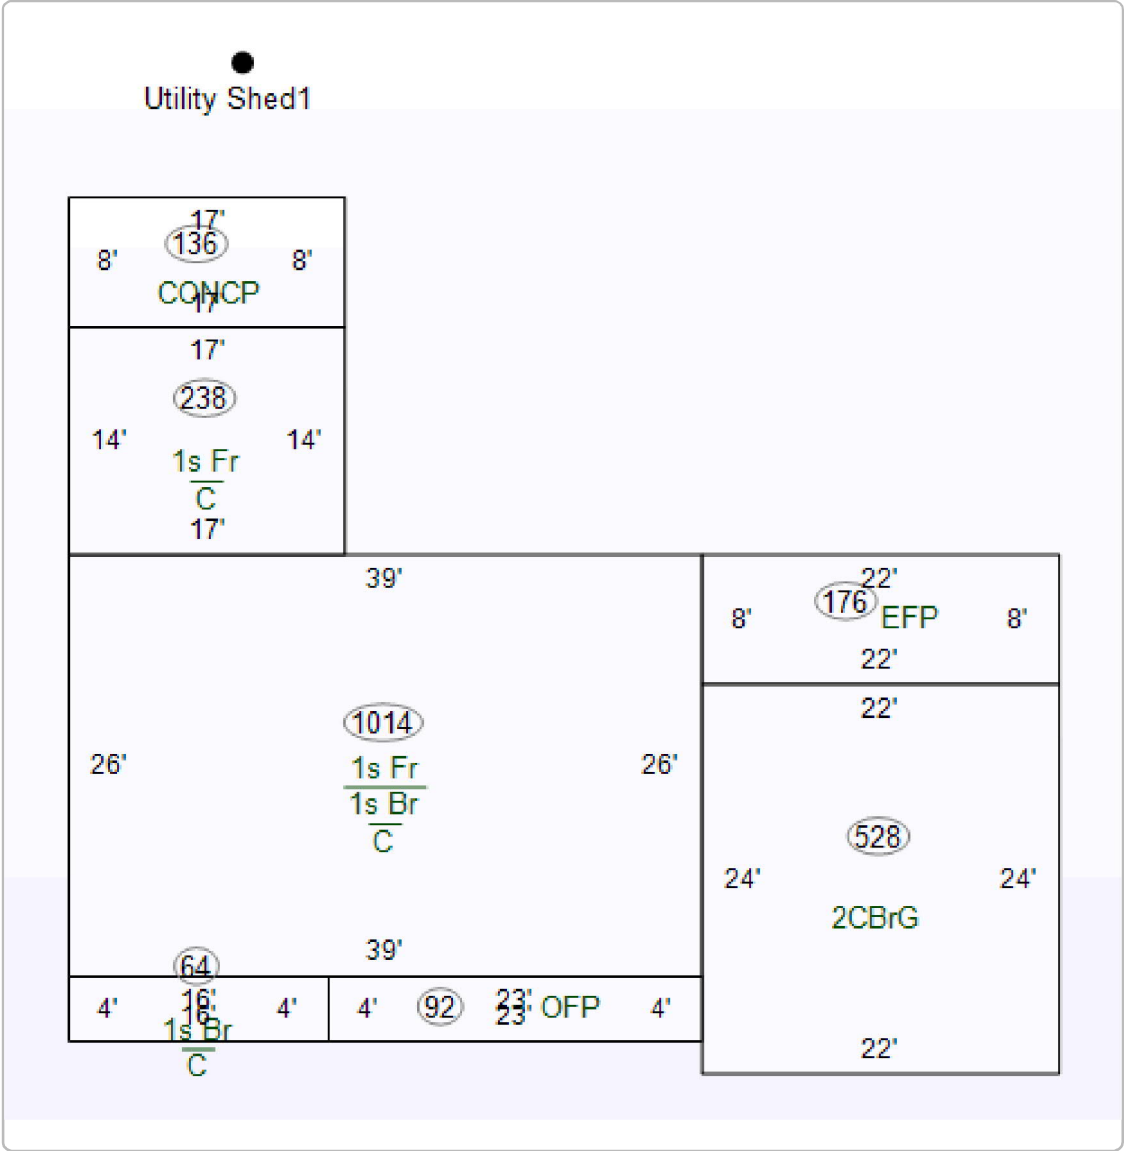 Utility Shed1
17'
136
8' 8'
CONCP
17'
17'
238
14' 14'
1s Fr
C
17'
39' 22'
176 EFP
8' 8'
22'
22'
1014
26' 26'
1s Fr
1s Br
C
528
24' 24'
2CBrG
39'
64
16' 23'
4' 4' 4' 92 OFP 4'
16' 23'
1s Br
C
22'